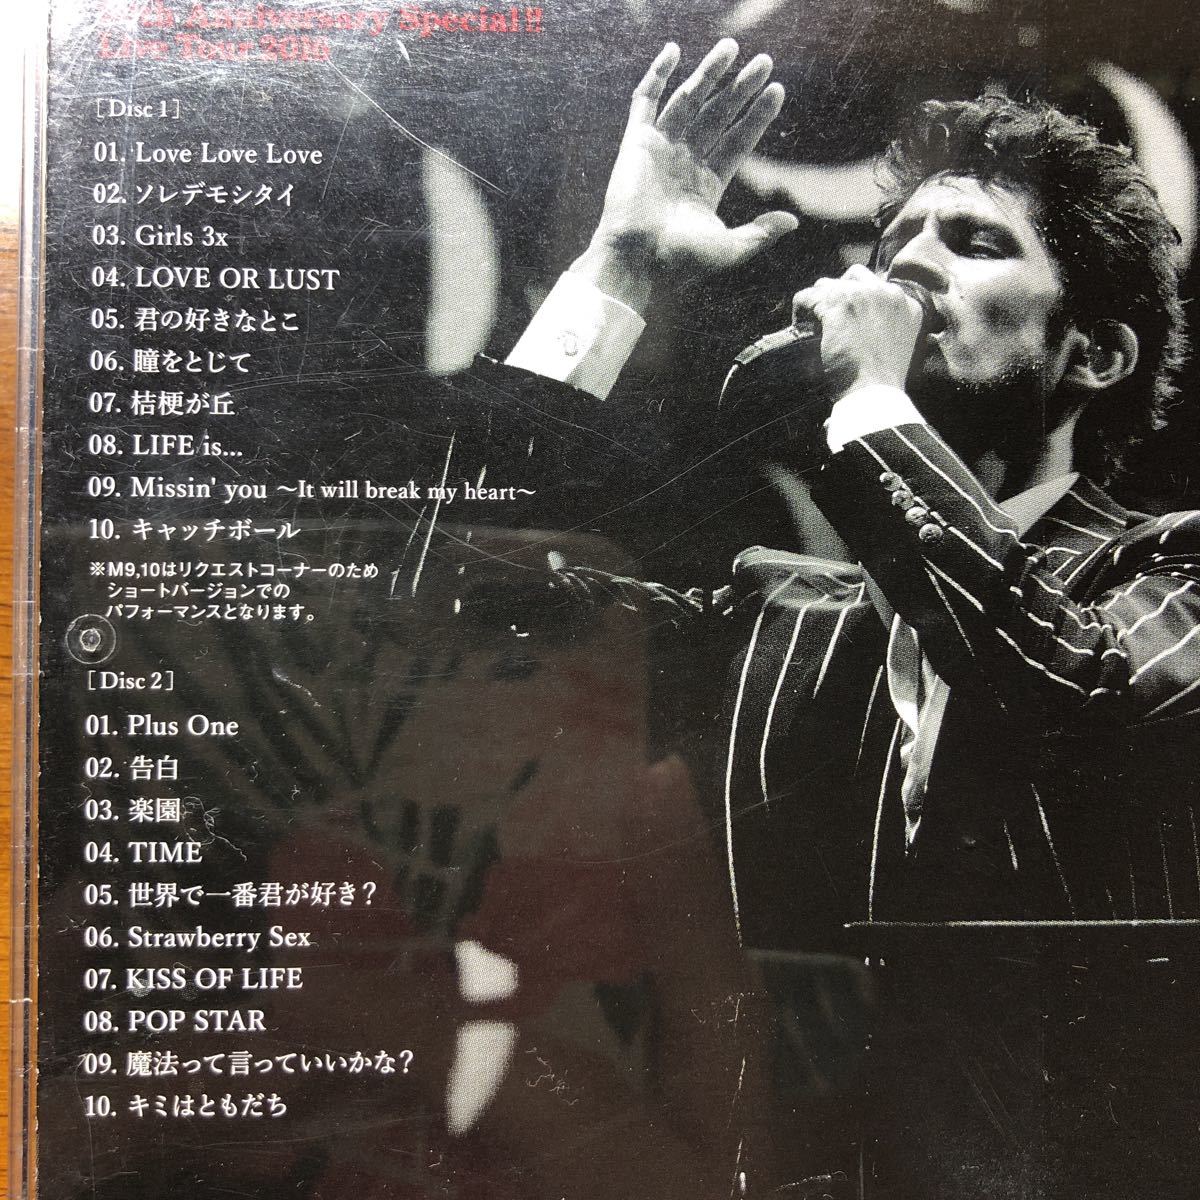 Anniversary Special!!
Live Tour 2016
[Disc 1]
01. Love Love Love
02. ソレデモシタイ
03. Girls 3x
04. LOVE OR LUST
05. 君の好きなとこ
06. 瞳をとじて
07. 桔梗が丘
08. LIFE is...
09. Missin' you 〜It will break my heart〜
10. キャッチボール
※M9,10はリクエストコーナーのため
ショートバージョンでの
パフォーマンスとなります。
[Disc 2]
01. Plus One
02. 告白
03. 楽園
04. TIME
05. 世界で一番君が好き？
06. Strawberry Sex
07. KISS OF LIFE
08. POP STAR
09. 魔法って言っていいかな？
10. キミはともだち